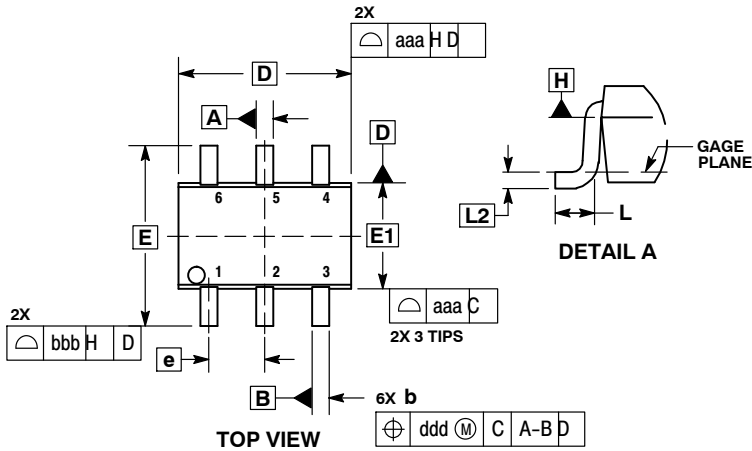 2X
aaa H D
D
A
D
6 5 4
E
E1
1 2 3
aaa C
2X 3 TIPS
2X
bbb H D
e
B
6X b
ddd Ⓜ C A-B D
TOP VIEW
H
GAGE
PLANE
L2
L
DETAIL A